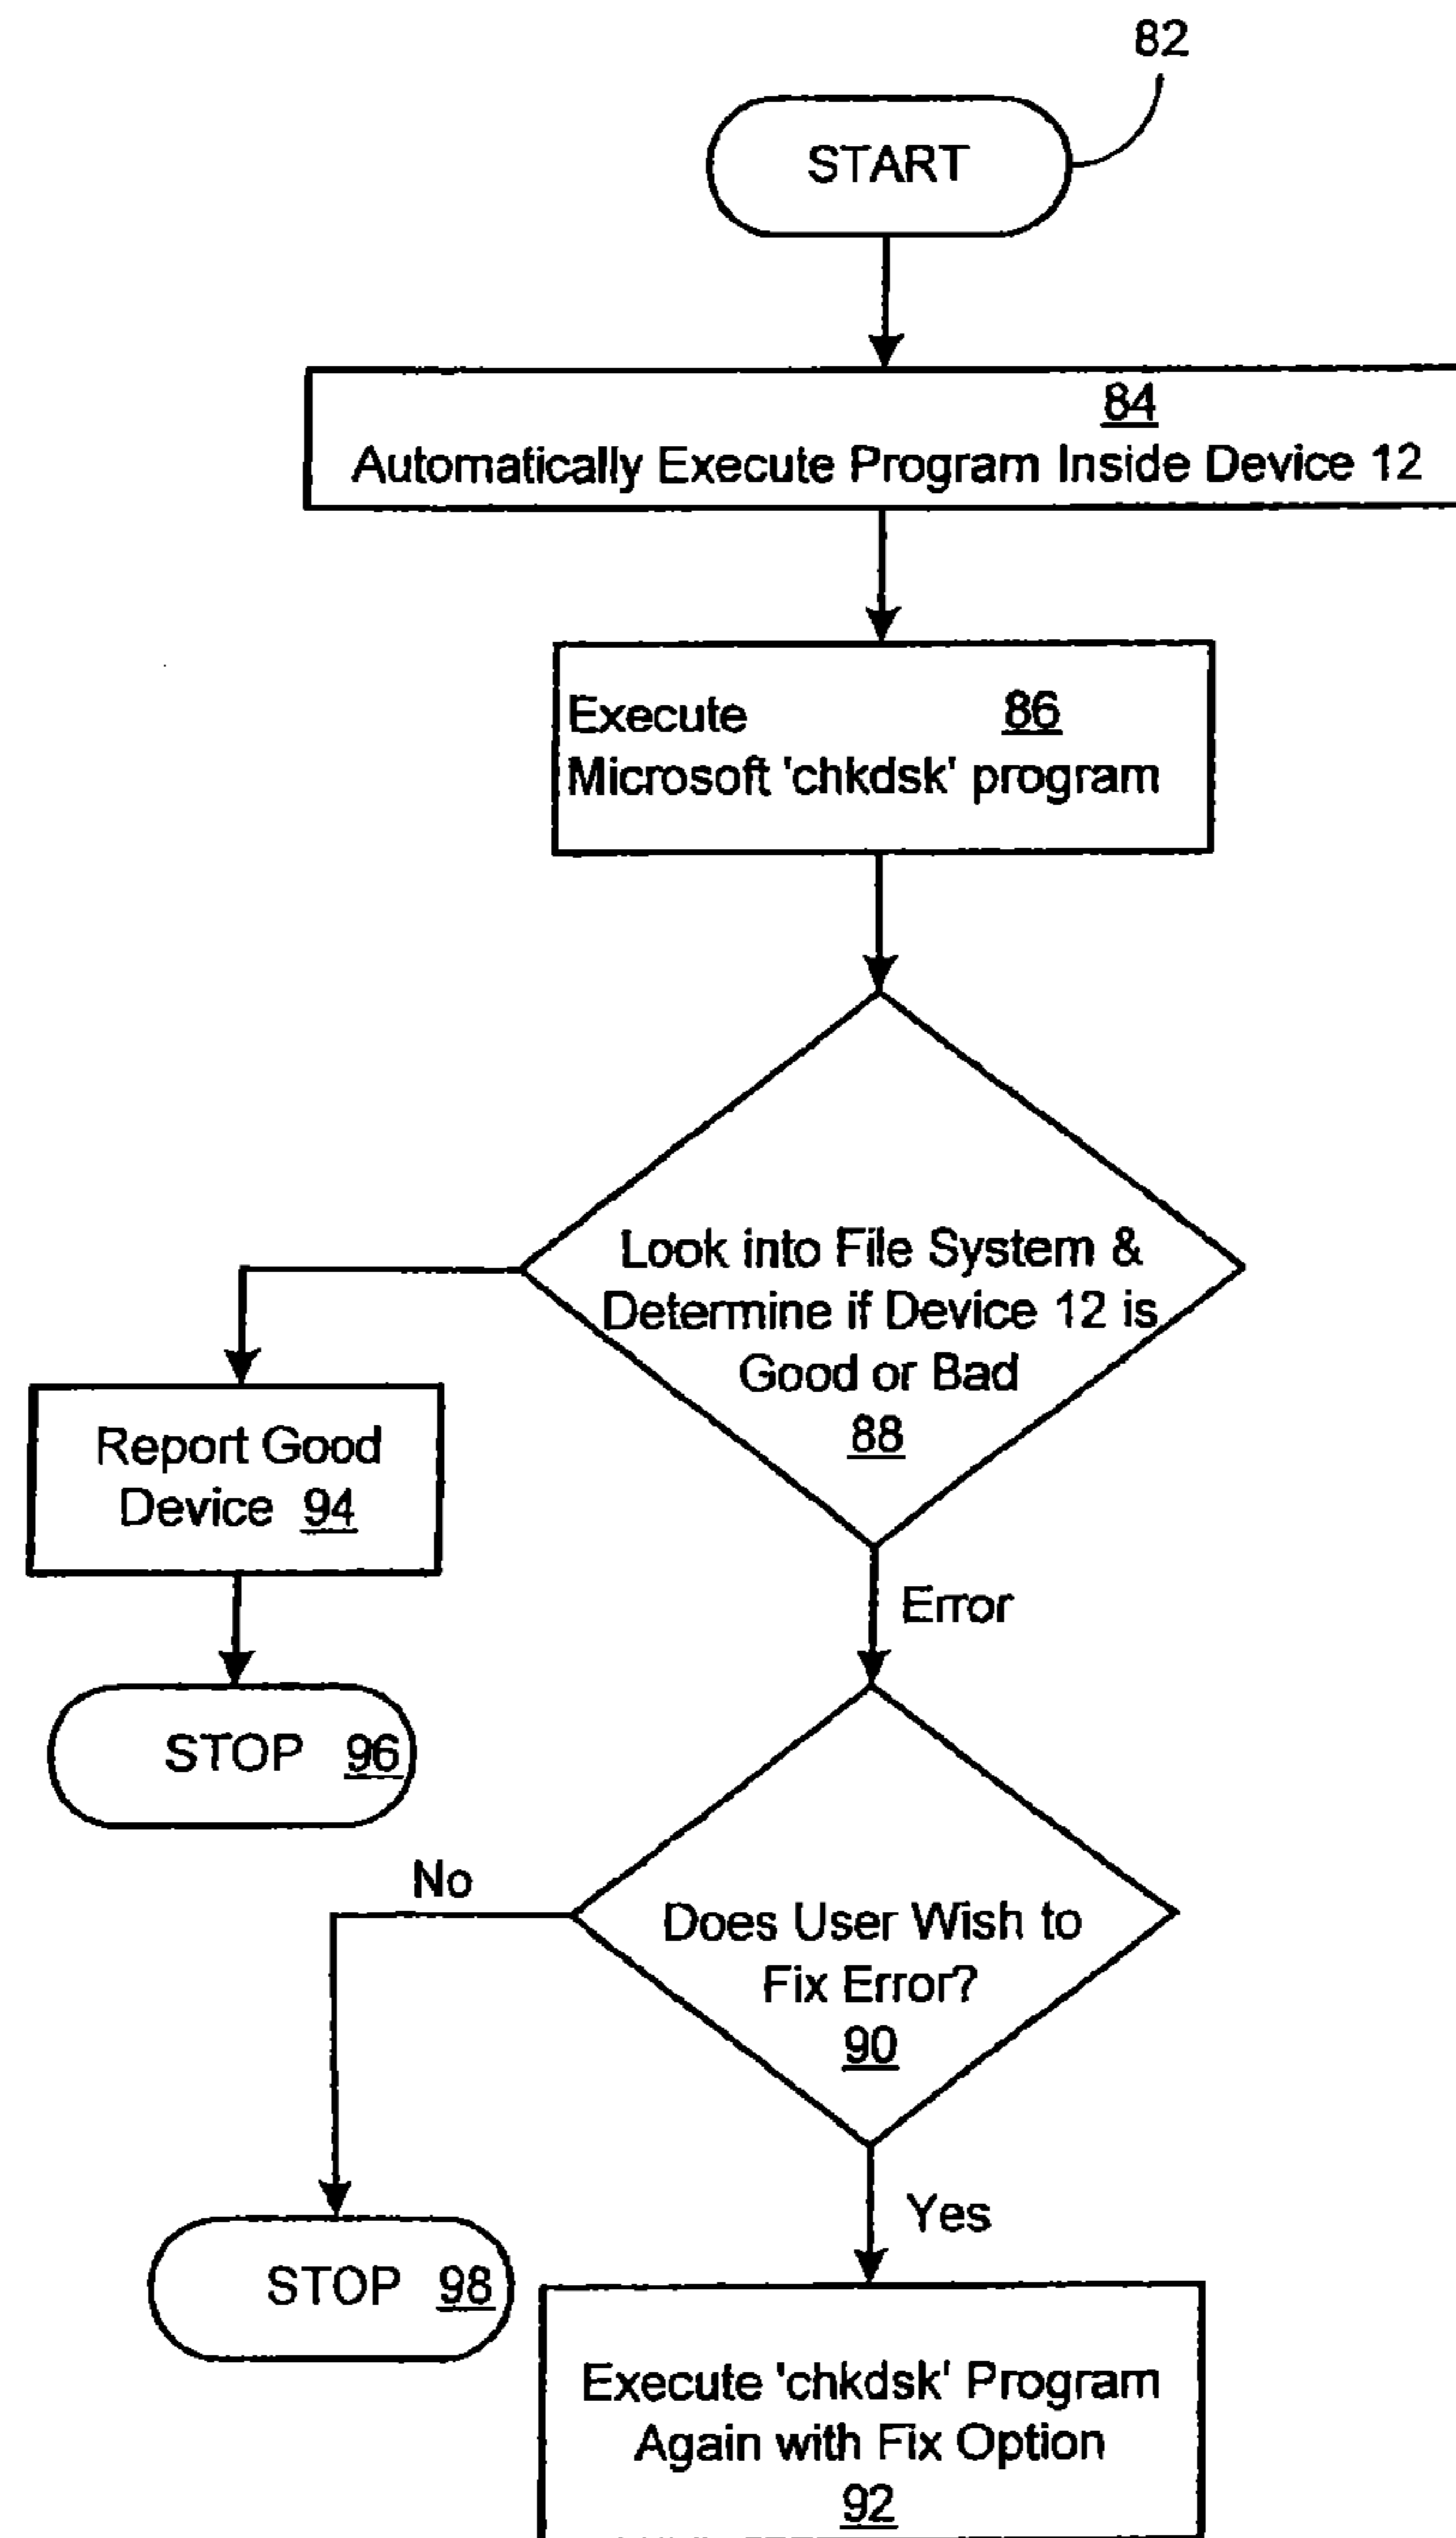 82
START
84
Automatically Execute Program Inside Device 12
Execute 86
Microsoft 'chkdsk' program
Look into File System &
Determine if Device 12 is
Good or Bad
88
Report Good
Device 94
Error
STOP 96
No
Does User Wish to
Fix Error?
90
Yes
STOP 98
Execute 'chkdsk' Program
Again with Fix Option
92